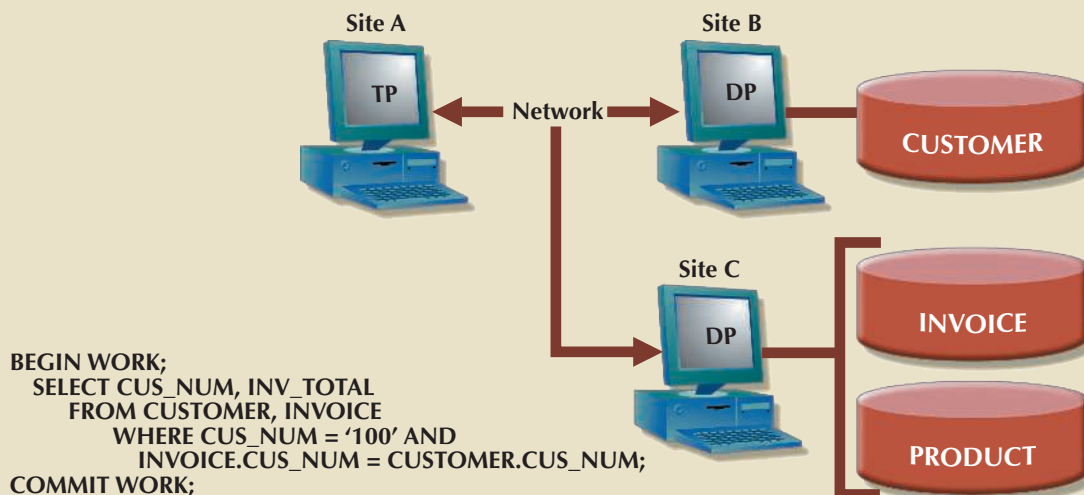 Site A
Site B
TP
Network
DP
CUSTOMER
Site C
DP
INVOICE
PRODUCT
BEGIN WORK;
SELECT CUS_NUM, INV_TOTAL
FROM CUSTOMER, INVOICE
WHERE CUS_NUM = ‘100’ AND
INVOICE.CUS_NUM = CUSTOMER.CUS_NUM;
COMMIT WORK;